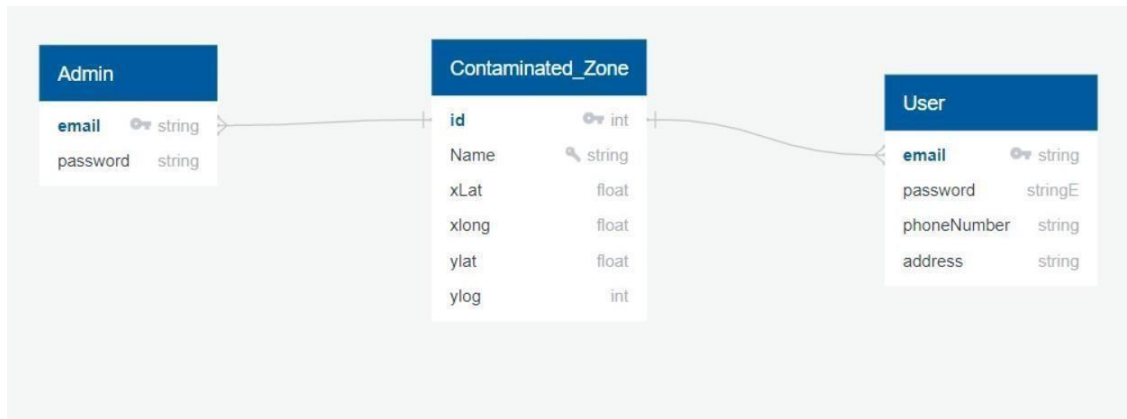 Admin
email string
password string
Contaminated_Zone
id int
Name string
xLat float
xlong float
ylat float
ylog int
User
email string
password stringE
phoneNumber string
address string